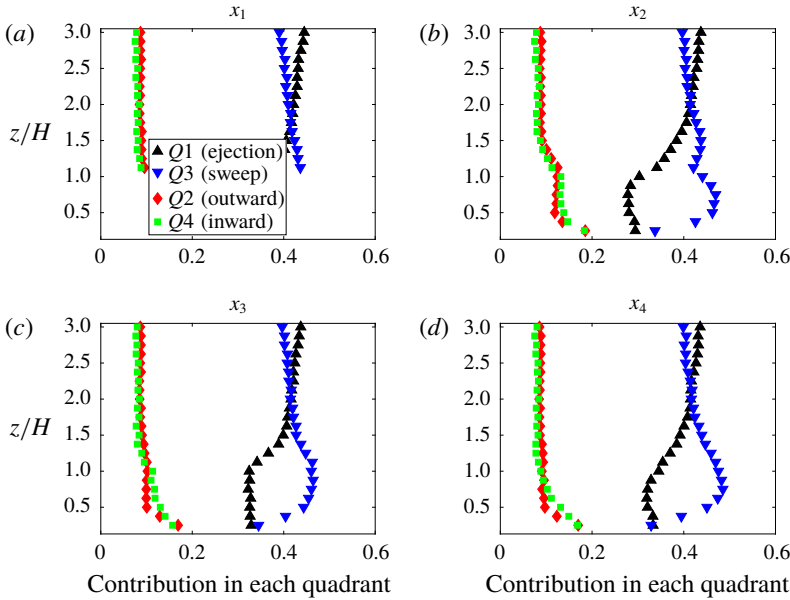 x1
x2
(a)
(b)
3.0
2.5
2.0
1.5
1.0
0.5
z/H
Q1 (ejection)
Q3 (sweep)
Q2 (outward)
Q4 (inward)
0 0.2 0.4 0.6
3.0
2.5
2.0
1.5
1.0
0.5
0 0.2 0.4 0.6
x3
x4
(c)
(d)
3.0
2.5
2.0
1.5
1.0
0.5
z/H
0 0.2 0.4 0.6
Contribution in each quadrant
3.0
2.5
2.0
1.5
1.0
0.5
0 0.2 0.4 0.6
Contribution in each quadrant